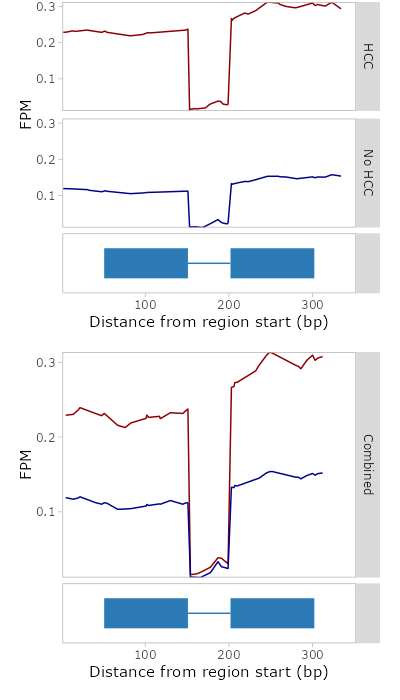 0.3
0.2
0.1
HCC
FPM
0.3
0.2
0.1
No HCC
100 200 300
Distance from region start (bp)
0.3
0.2
0.1
FPM
Combined
100 200 300
Distance from region start (bp)